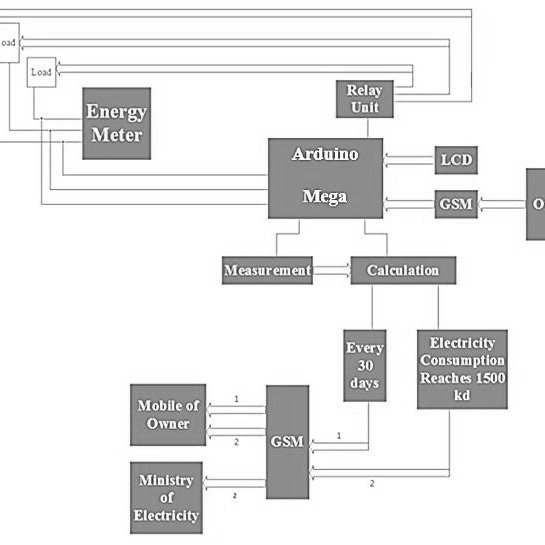 Load
Load
Relay
Unit
Energy
Meter
Arduino
Mega
LCD
GSM
O
Measurement
Calculation
Every
30
days
Electricity
Consumption
Reaches 1500
kd
Mobile of
Owner
1
2
GSM
1
2
Ministry
of
Electricity
2